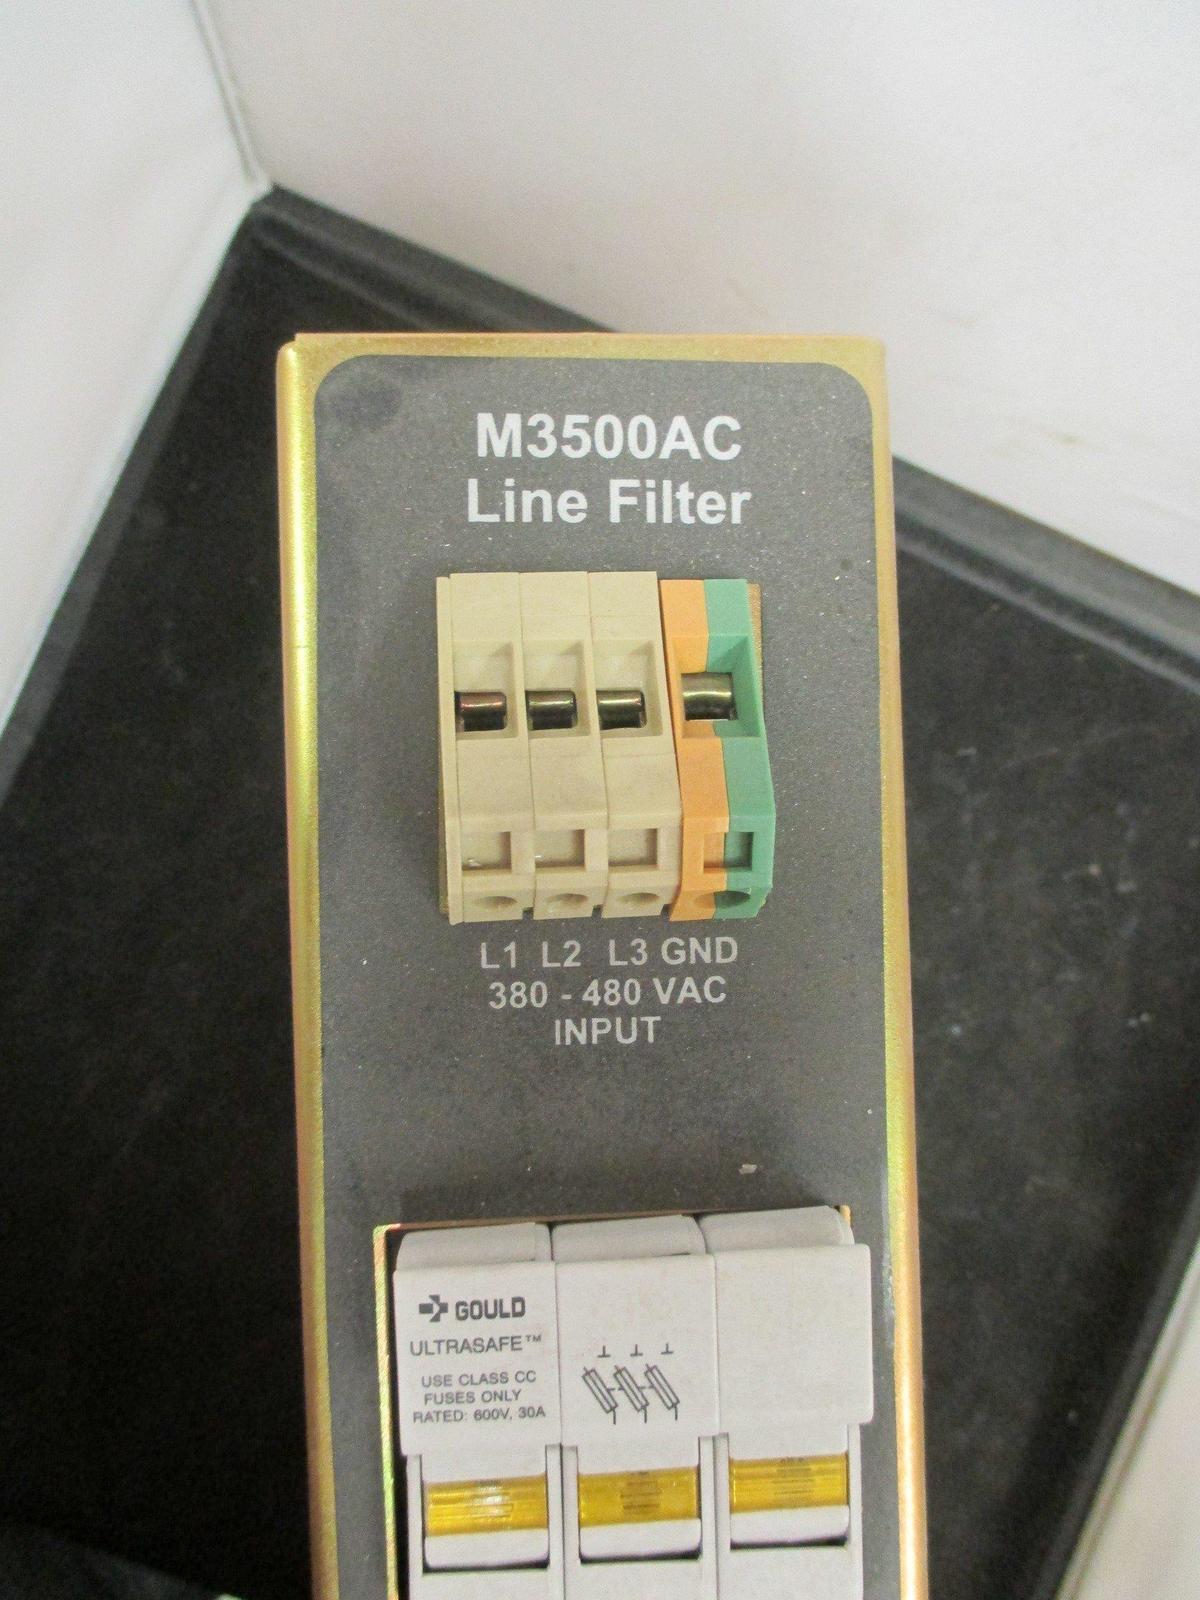 M3500AC
Line Filter
L1 L2 L3 GND
380 - 480 VAC
INPUT
GOULD
ULTRASAFE™
USE CLASS CC
FUSES ONLY
RATED: 600V, 30A